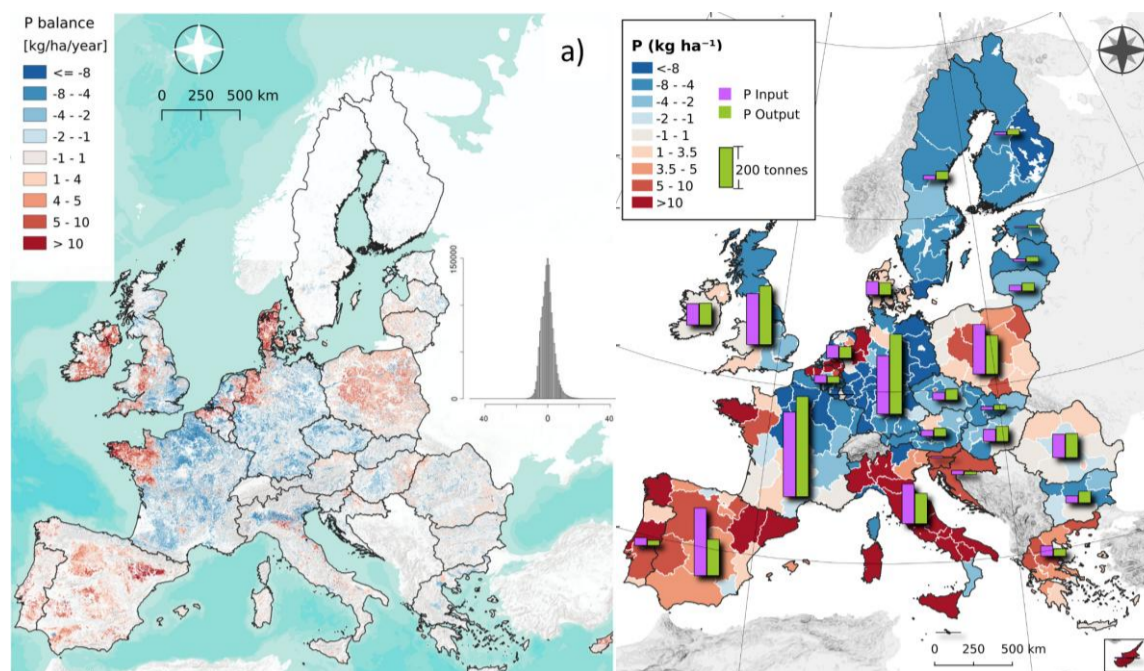 P balance
[kg/ha/year]
<= -8
-8 - -4
-4 - -2
-2 - -1
-1 - 1
1 - 4
4 - 5
5 - 10
> 10
0 250 500 km
a)
150000
0
40 0 40
P (kg ha⁻¹)
<-8
-8 - -4
-4 - -2
-2 - -1
-1 - 1
1 - 3.5
3.5 - 5
5 - 10
>10
P Input
P Output
200 tonnes
0 250 500 km